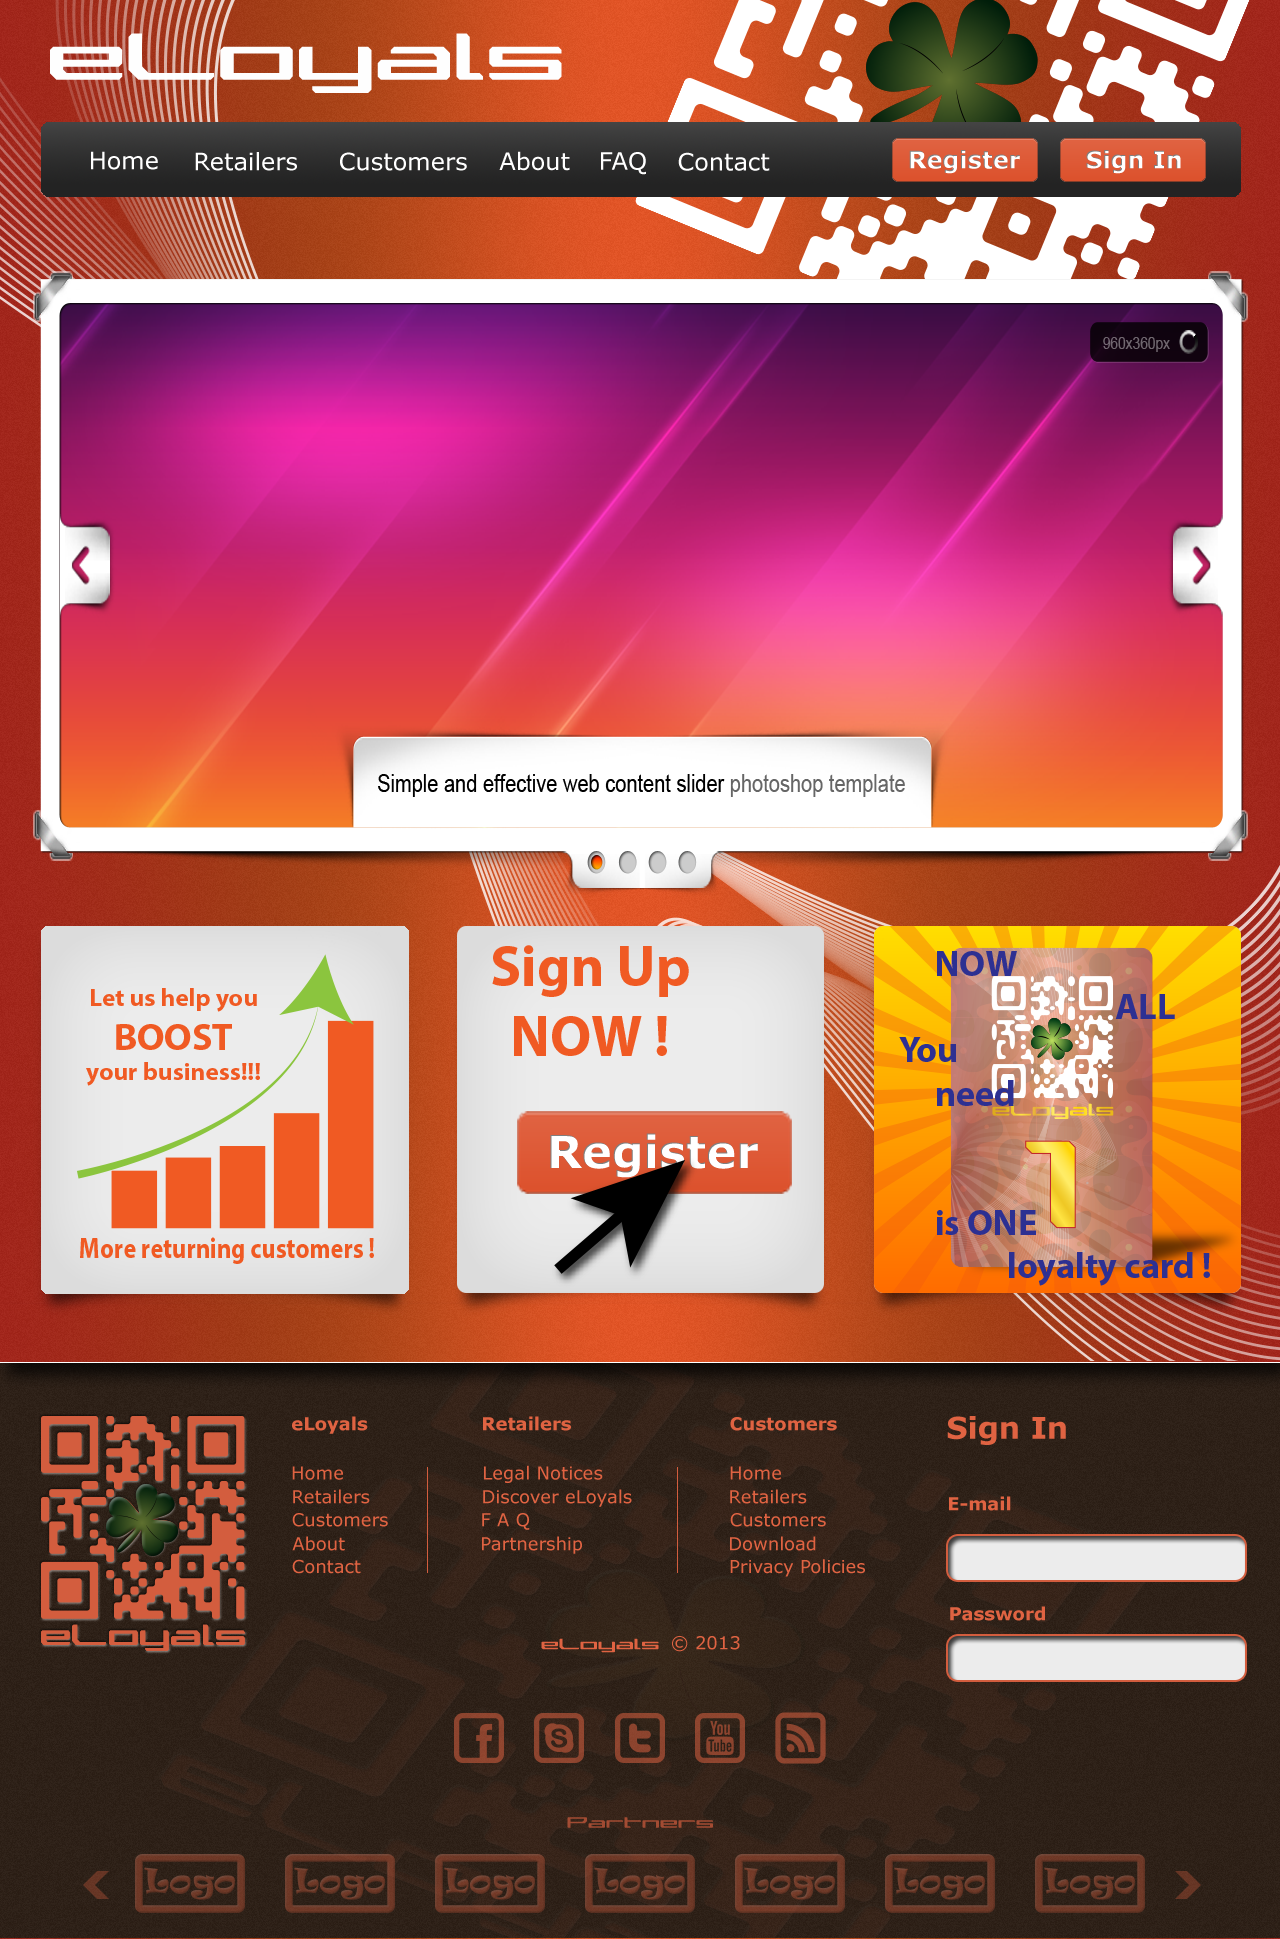 eLoyals
Home Retailers Customers About FAQ Contact Register Sign In
960x360px
Simple and effective web content slider photoshop template
Let us help you
BOOST
your business!!!
More returning customers !
Sign Up
NOW !
Register
NOW
ALL
You
need
eLoyals
1
is ONE
loyalty card !
eLoyals
eLoyals
Home
Retailers
Customers
About
Contact
Retailers
Legal Notices
Discover eLoyals
F A Q
Partnership
Customers
Home
Retailers
Customers
Download
Privacy Policies
Sign In
E-mail
Password
eLoyals © 2013
You
Tube
Partners
Logo Logo Logo Logo Logo Logo Logo